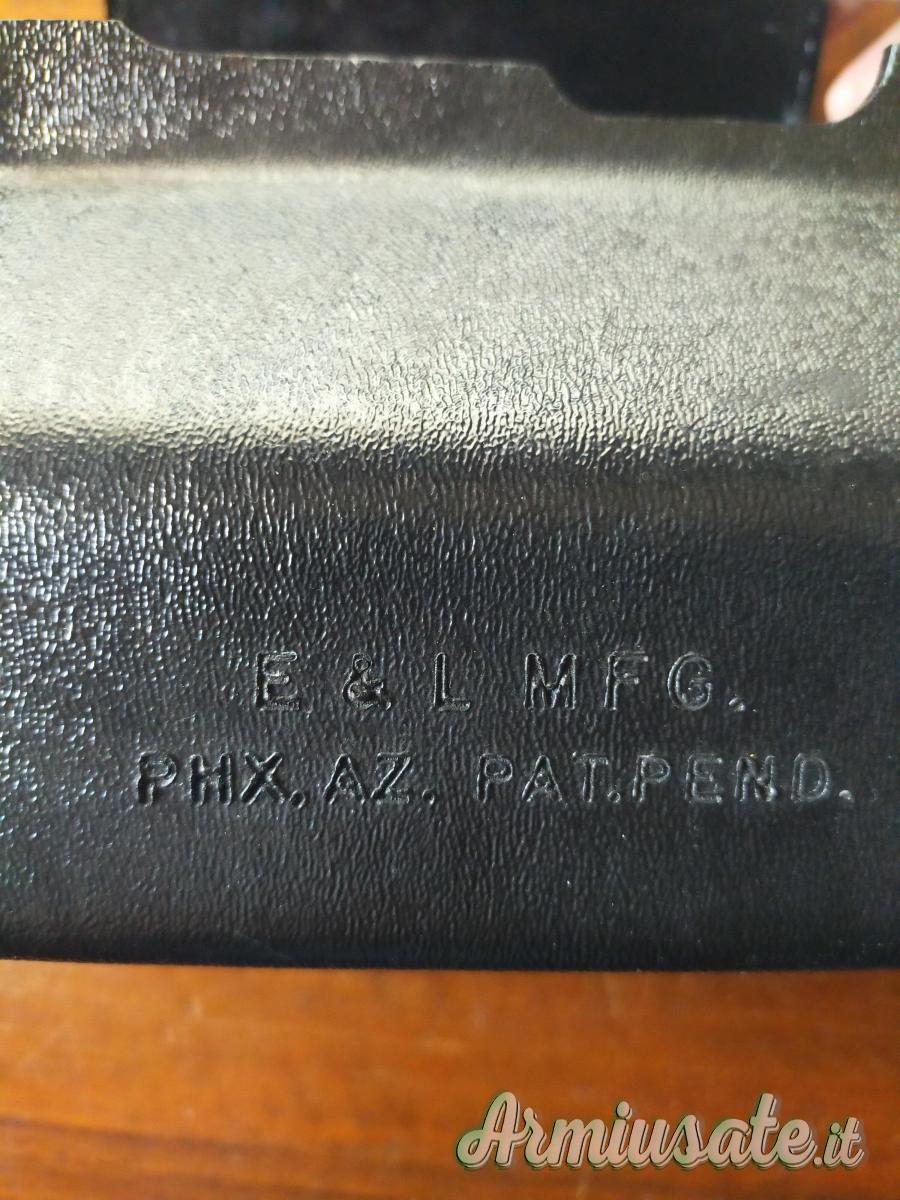 E & L MFG.
PHX. AZ. PAT.PEND.
Armiusate.it